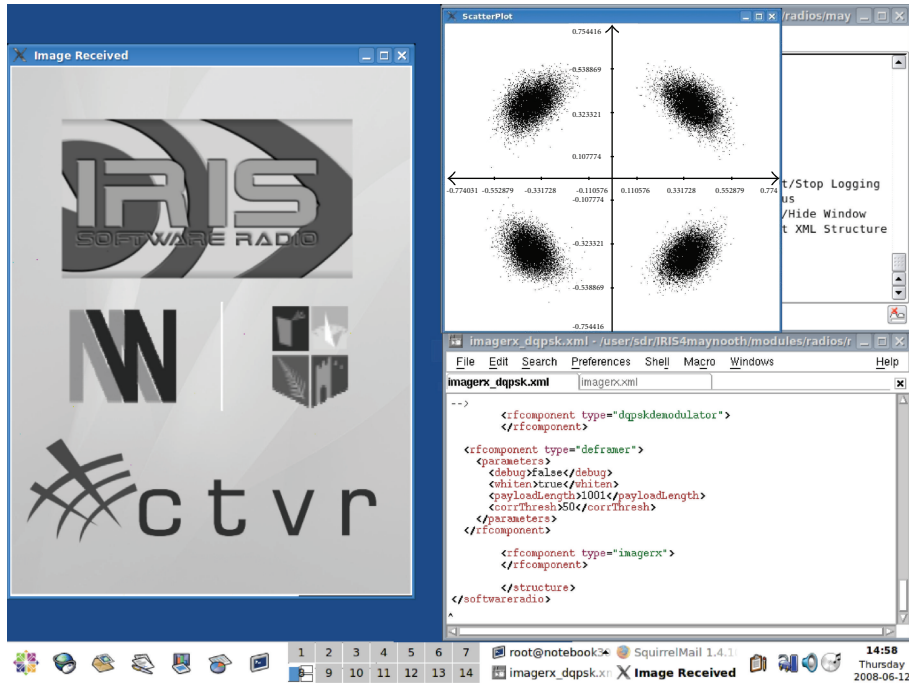 Image Received
IRIS
SOFTWARE RADIO
ctvr
ScatterPlot
/radios/may
0.754416
-0.538869
0.323321
0.107774
-0.774031 -0.552879 -0.331728 -0.110576 0.110576 0.331728 0.552879 0.774
-0.107774
-0.323321
-0.538869
-0.754416
t/Stop Logging
us
/Hide Window
t XML Structure
imagerx_dqpsk.xml - /user/sdr/IRIS4maynooth/modules/radios/r
File Edit Search Preferences Shell Macro Windows Help
imagerx_dqpsk.xml imagerx.xml
-->
<rfcomponent type="dqpskdemodulator">
</rfcomponent>
<rfcomponent type="deframer">
<parameters>
<debug>false</debug>
<whiten>true</whiten>
<payloadLength>1001</payloadLength>
<corrThresh>50</corrThresh>
</parameters>
</rfcomponent>
<rfcomponent type="imagerx">
</rfcomponent>
</structure>
</softwareradio>
^
1 2 3 4 5 6 7
8 9 10 11 12 13 14
root@notebook3 SquirrelMail 1.4.1
imagerx_dqpsk.xn Image Received
14:58
Thursday
2008-06-12